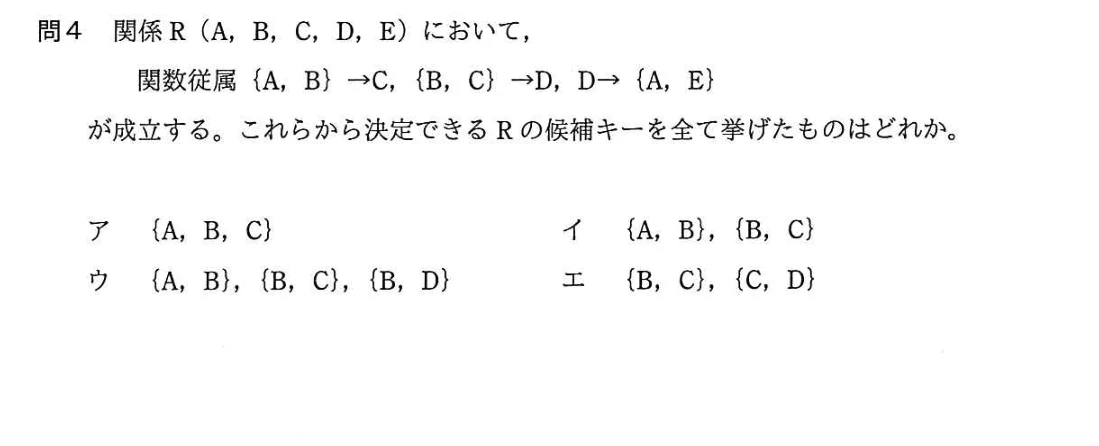 問4 関係 R（A，B，C，D，E）において，
関数従属｛A，B｝→C，｛B，C｝→D，D→｛A，E｝
が成立する。これらから決定できる R の候補キーを全て挙げたものはどれか。
ア ｛A，B，C｝ イ ｛A，B｝，｛B，C｝
ウ ｛A，B｝，｛B，C｝，｛B，D｝ エ ｛B，C｝，｛C，D｝